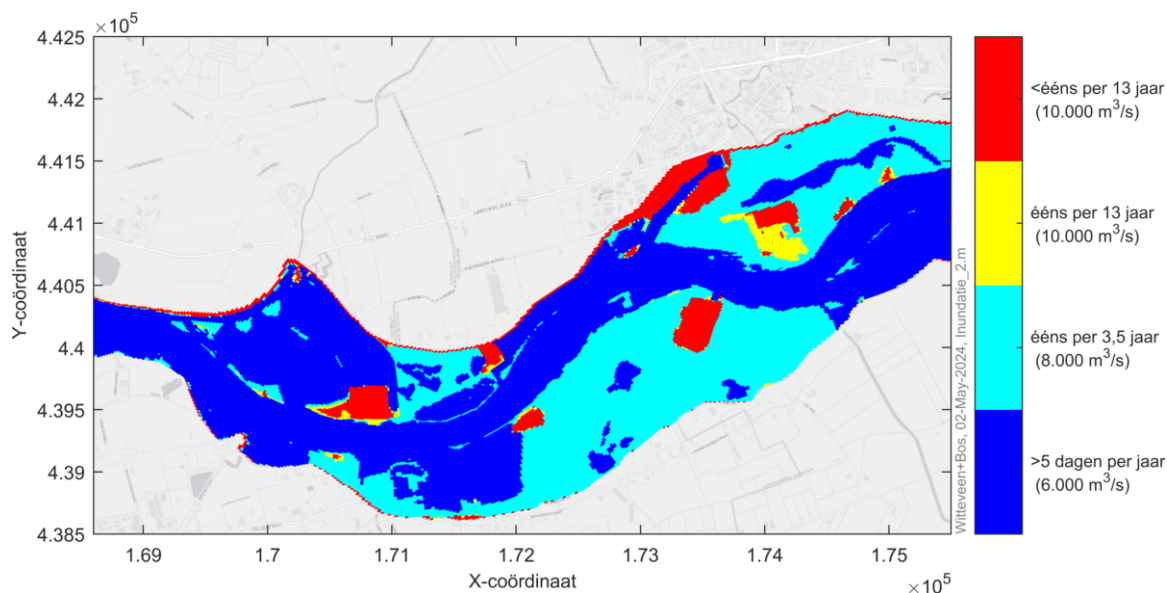 ×10⁵
4.425
4.42
4.415
4.41
4.405
4.4
4.395
4.39
4.385
Y-coördinaat
1.69
1.7
1.71
1.72
1.73
1.74
1.75
X-coördinaat
×10⁵
Witteveen+Bos, 02-May-2024, Inundatie_2.m
<ééns per 13 jaar
(10.000 m³/s)
ééns per 13 jaar
(10.000 m³/s)
ééns per 3,5 jaar
(8.000 m³/s)
>5 dagen per jaar
(6.000 m³/s)